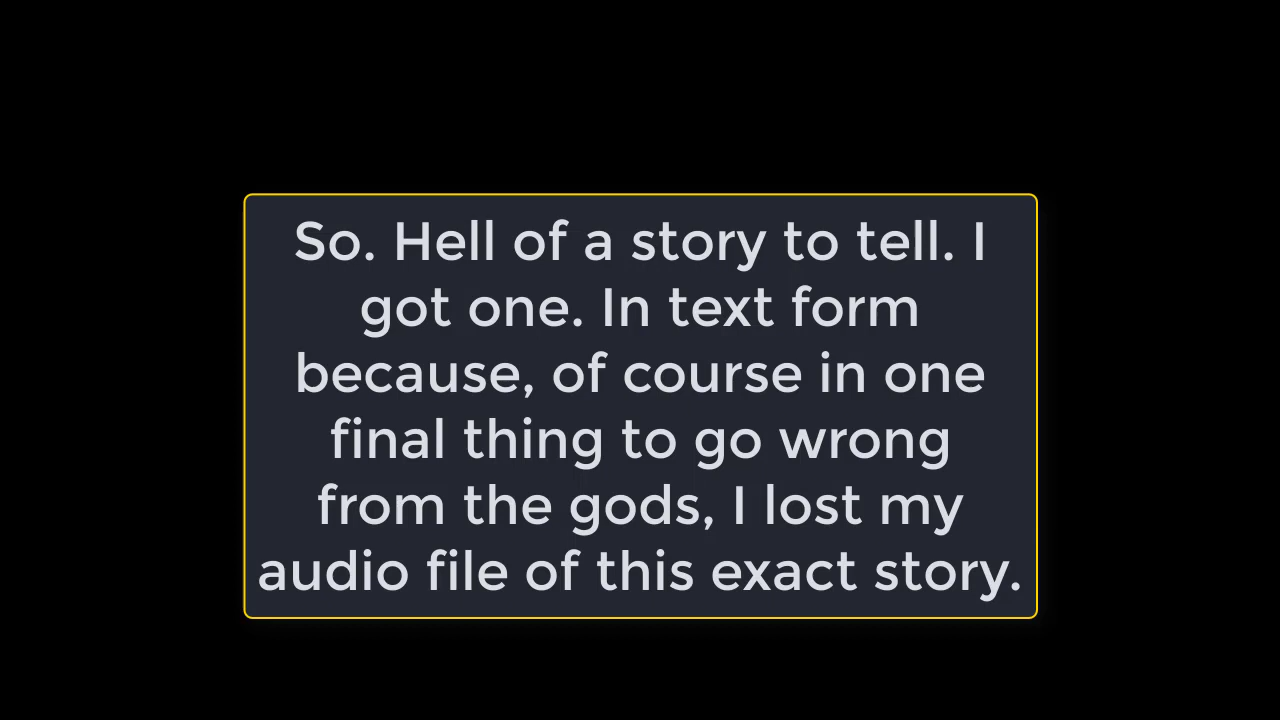 So. Hell of a story to tell. I
got one. In text form
because, of course in one
final thing to go wrong
from the gods, I lost my
audio file of this exact story.